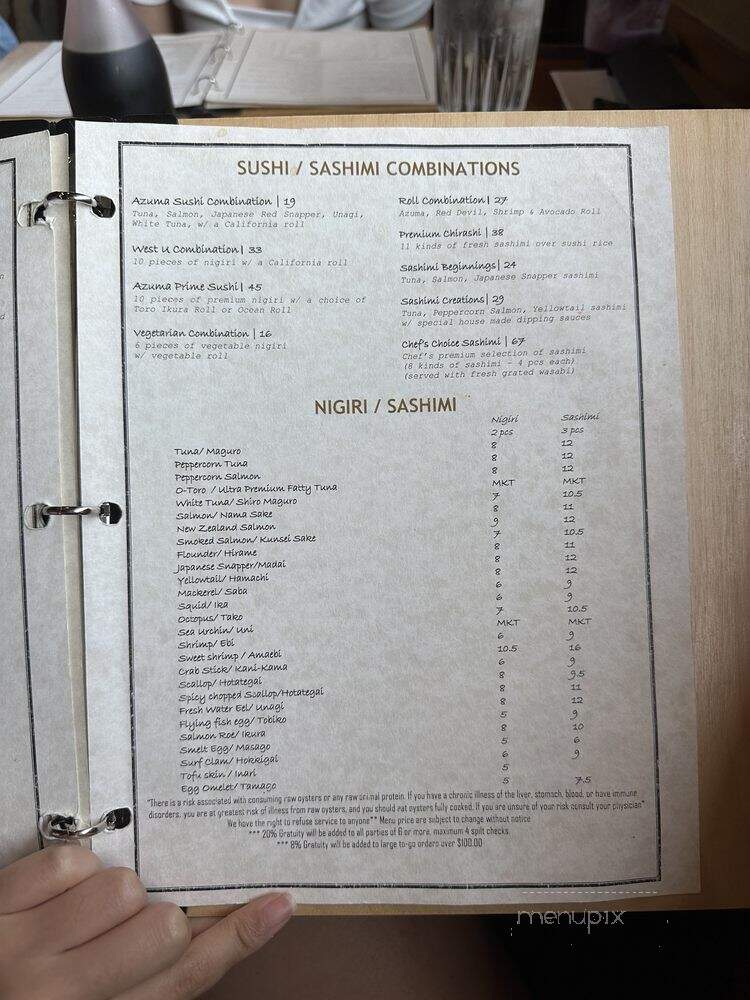 SUSHI / SASHIMI COMBINATIONS
Azuma Sushi Combination | 19
Tuna, Salmon, Japanese Red Snapper, Unagi,
White Tuna, w/ a California roll
West U Combination | 33
10 pieces of nigiri w/ a California roll
Azuma Prime Sushi | 45
10 pieces of premium nigiri w/ a choice of
Toro Ikura Roll or Ocean Roll
Vegetarian Combination | 16
6 pieces of vegetable nigiri
w/ vegetable roll
Roll Combination | 27
Azuma, Red Devil, Shrimp & Avocado Roll
Premium Chirashi | 38
11 kinds of fresh sashimi over sushi rice
Sashimi Beginnings | 24
Tuna, Salmon, Japanese Snapper sashimi
Sashimi Creations | 29
Tuna, Peppercorn Salmon, Yellowtail sashimi
w/ special house made dipping sauces
Chef's Choice Sashimi | 67
Chef's premium selection of sashimi
(8 kinds of sashimi - 4 pcs each)
(served with fresh grated wasabi)
NIGIRI / SASHIMI
Nigiri Sashimi
2 pcs 3 pcs
Tuna/ Maguro 8 12
Peppercorn Tuna 8 12
Peppercorn Salmon 8 12
O-Toro / Ultra Premium Fatty Tuna MKT MKT
White Tuna/ Shiro Maguro 7 10.5
Salmon/ Nama Sake 8 11
New Zealand Salmon 9 12
Smoked Salmon/ Kunsei Sake 7 10.5
Flounder/ Hirame 8 11
Japanese Snapper/Madai 8 12
Yellowtail/ Hamachi 8 12
Mackerel/ Saba 6 9
Squid/ Ika 6 9
Octopus/ Tako 7 10.5
Sea Urchin/ Uni MKT MKT
Shrimp/ Ebi 6 9
Sweet shrimp / Amaebi 10.5 16
Crab Stick/ Kani-Kama 6 9
Scallop/ Hotategai 8 9.5
Spicy chopped Scallop/Hotategai 8 11
Fresh Water Eel/ Unagi 8 12
Flying fish egg/ Tobiko 5 9
Salmon Roe/ Ikura 8 10
Smelt Egg/ Masago 5 6
Surf Clam/ Hokkigai 6 9
Tofu skin / Inari 5
Egg Omelet/ Tamago 5 7.5
"There is a risk associated with consuming raw oysters or any raw animal protein. If you have a chronic illness of the liver, stomach, blood, or have immune
disorders, you are at greatest risk of illness from raw oysters, and you should eat oysters fully cooked. If you are unsure of your risk consult your physician"
We have the right to refuse service to anyone** Menu price are subject to change without notice
*** 20% Gratuity will be added to all parties of 6 or more, maximum 4 split checks.
*** 8% Gratuity will be added to large to-go orders over $100.00
menupix